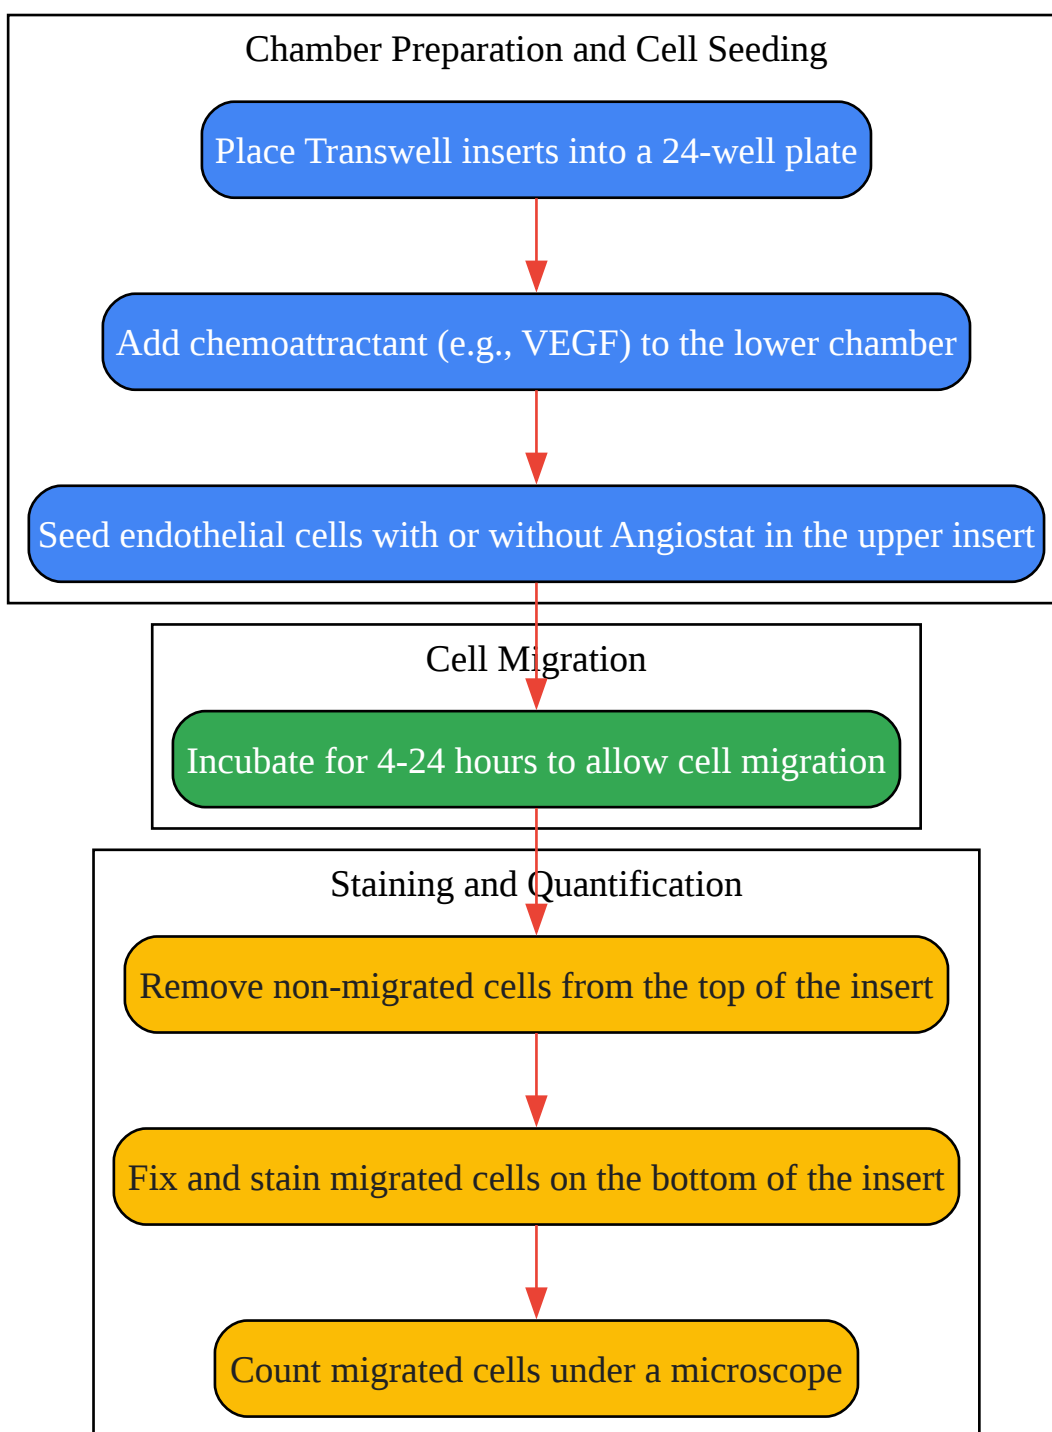 Chamber Preparation and Cell Seeding
Place Transwell inserts into a 24-well plate
Add chemoattractant (e.g., VEGF) to the lower chamber
Seed endothelial cells with or without Angiostat in the upper insert
Cell Migration
Incubate for 4-24 hours to allow cell migration
Staining and Quantification
Remove non-migrated cells from the top of the insert
Fix and stain migrated cells on the bottom of the insert
Count migrated cells under a microscope